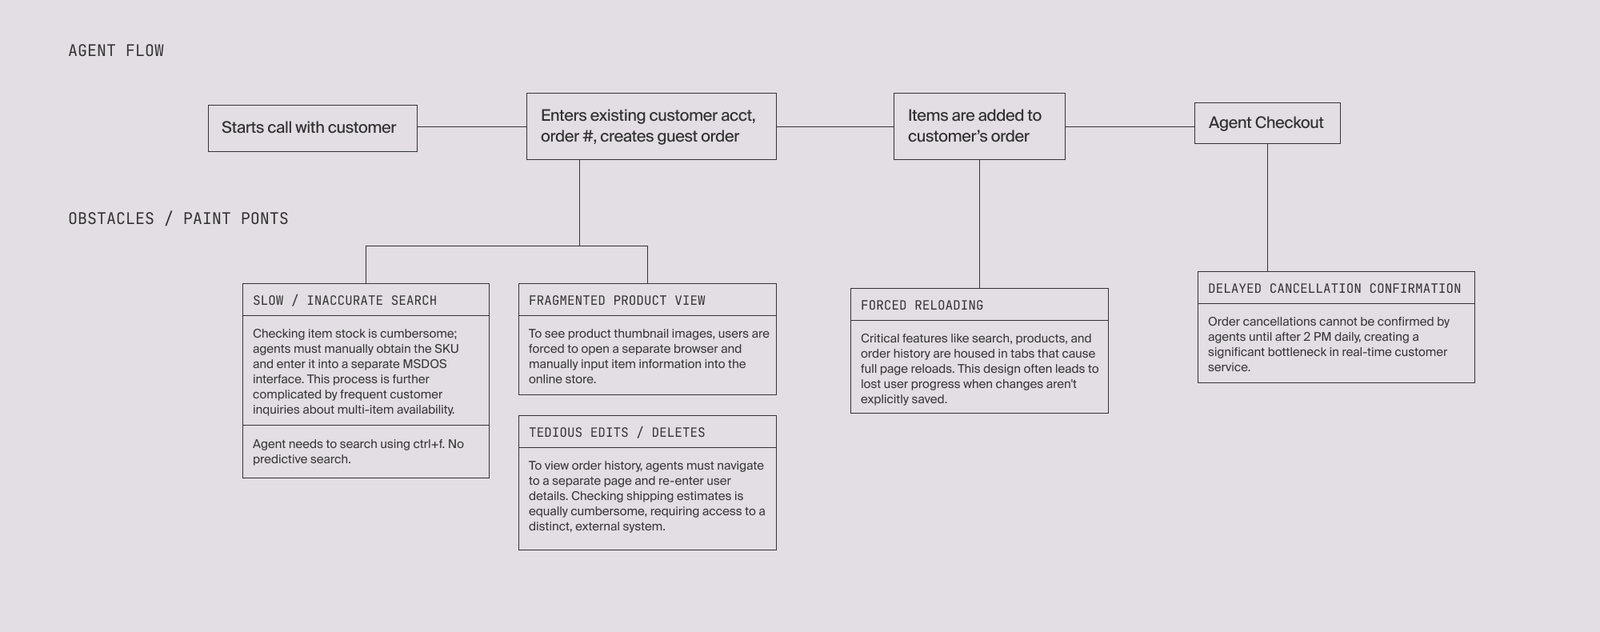 AGENT FLOW
Starts call with customer
Enters existing customer acct,
order #, creates guest order
Items are added to
customer’s order
Agent Checkout
OBSTACLES / PAINT PONTS
SLOW / INACCURATE SEARCH
Checking item stock is cumbersome;
agents must manually obtain the SKU
and enter it into a separate MSDOS
interface. This process is further
complicated by frequent customer
inquiries about multi-item availability.
Agent needs to search using ctrl+f. No
predictive search.
FRAGMENTED PRODUCT VIEW
To see product thumbnail images, users are
forced to open a separate browser and
manually input item information into the
online store.
TEDIOUS EDITS / DELETES
To view order history, agents must navigate
to a separate page and re-enter user
details. Checking shipping estimates is
equally cumbersome, requiring access to a
distinct, external system.
FORCED RELOADING
Critical features like search, products, and
order history are housed in tabs that cause
full page reloads. This design often leads to
lost user progress when changes aren’t
explicitly saved.
DELAYED CANCELLATION CONFIRMATION
Order cancellations cannot be confirmed by
agents until after 2 PM daily, creating a
significant bottleneck in real-time customer
service.